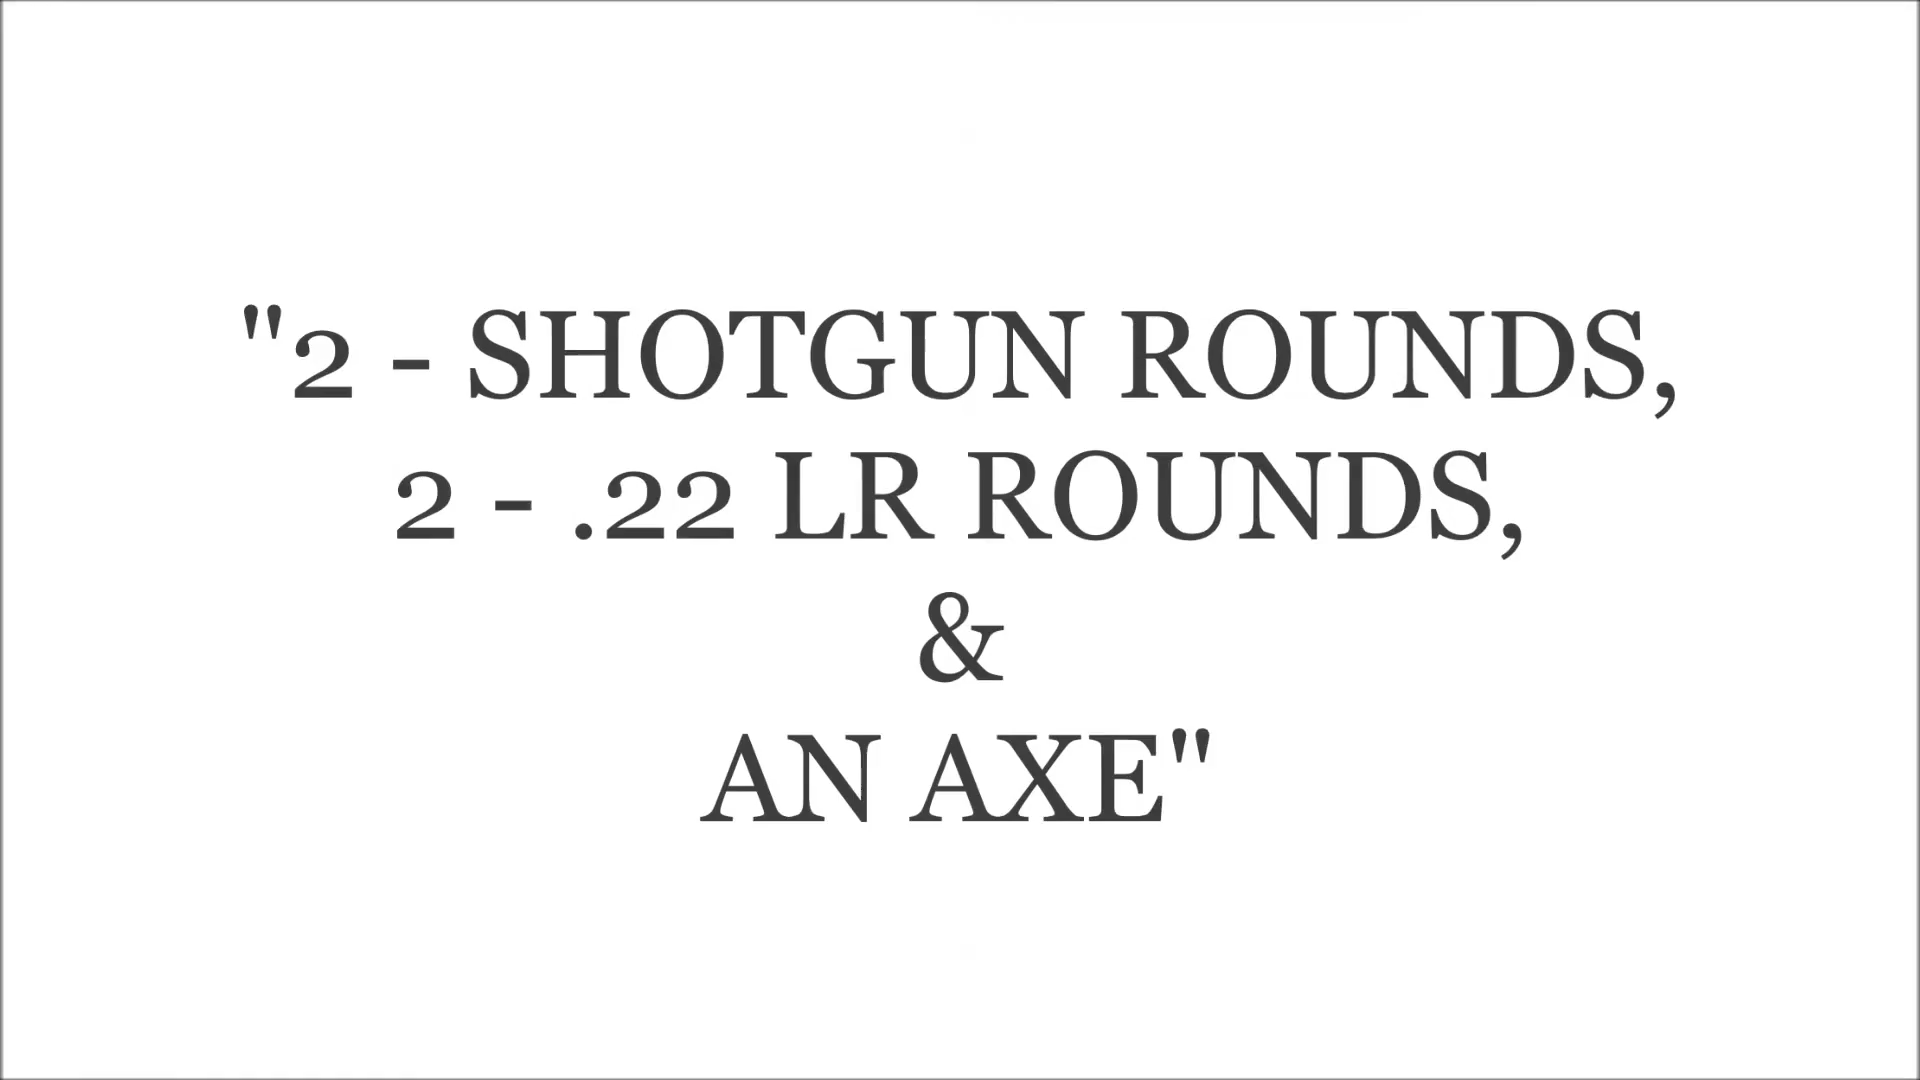 "2 - SHOTGUN ROUNDS,
2 - .22 LR ROUNDS,
&
AN AXE"